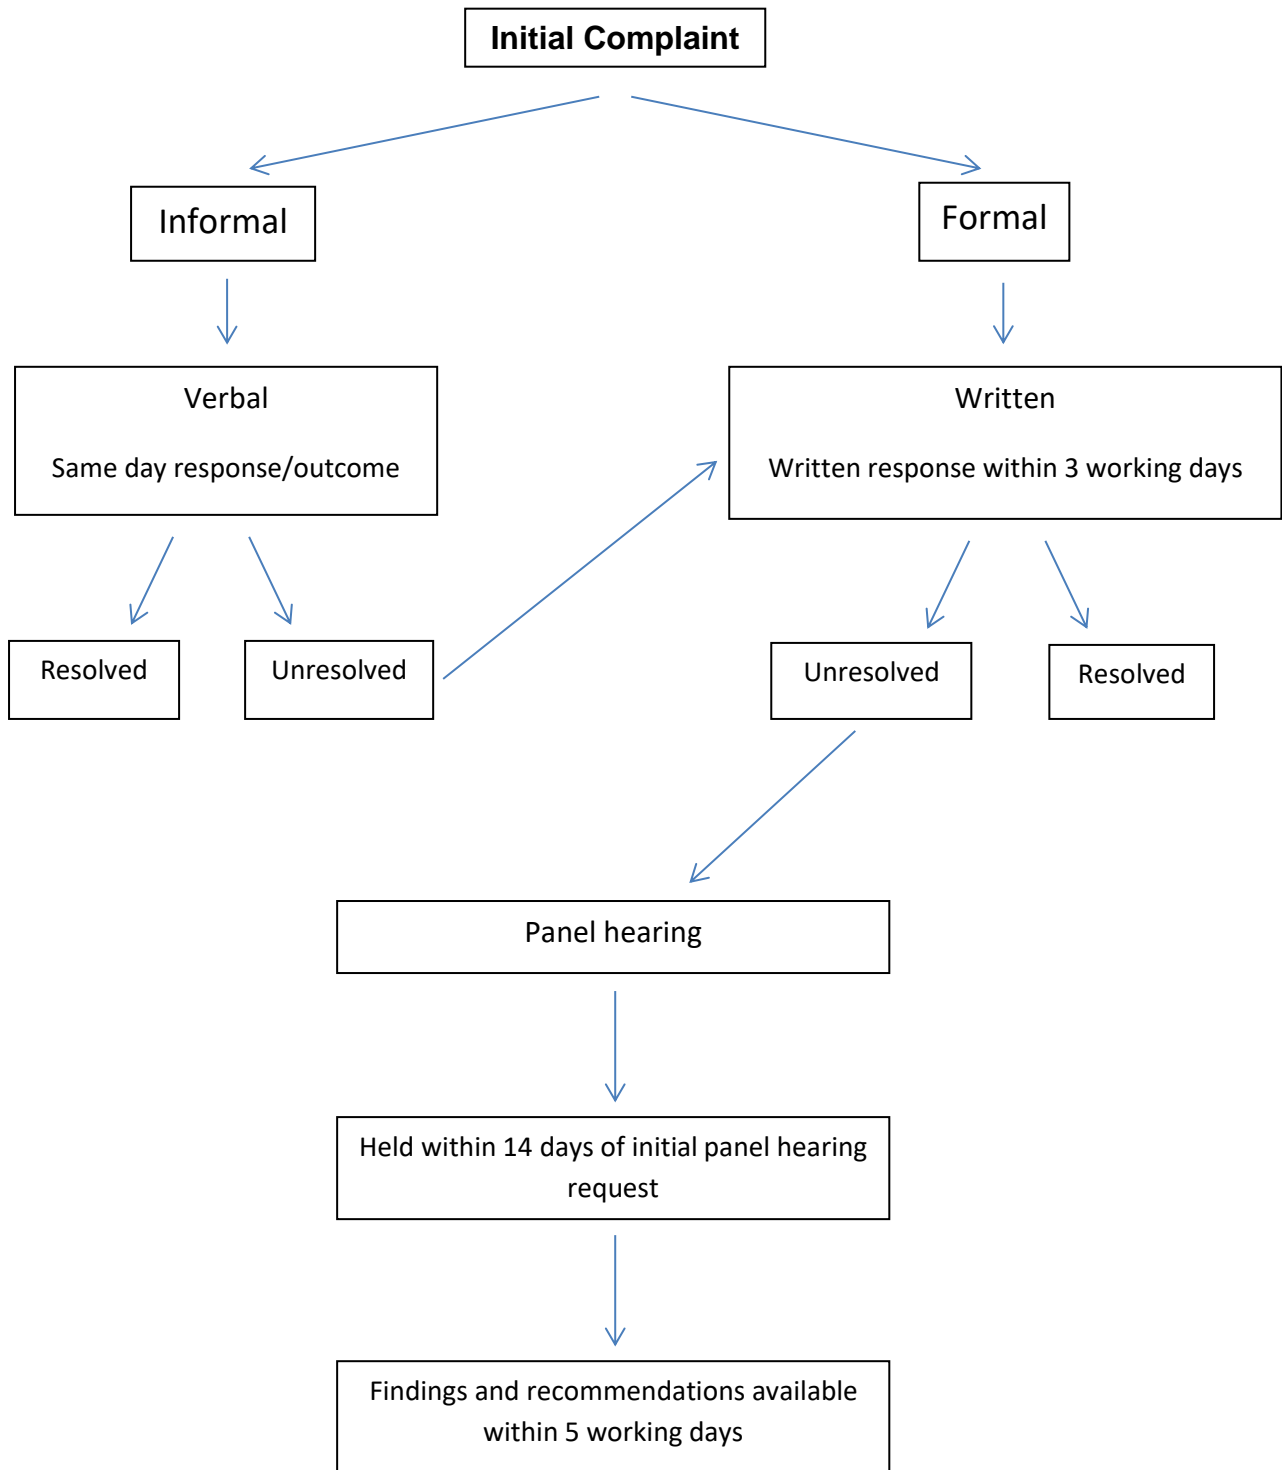 Initial Complaint
Informal
Formal
Verbal
Same day response/outcome
Written
Written response within 3 working days
Resolved
Unresolved
Unresolved
Resolved
Panel hearing
Held within 14 days of initial panel hearing
request
Findings and recommendations available
within 5 working days